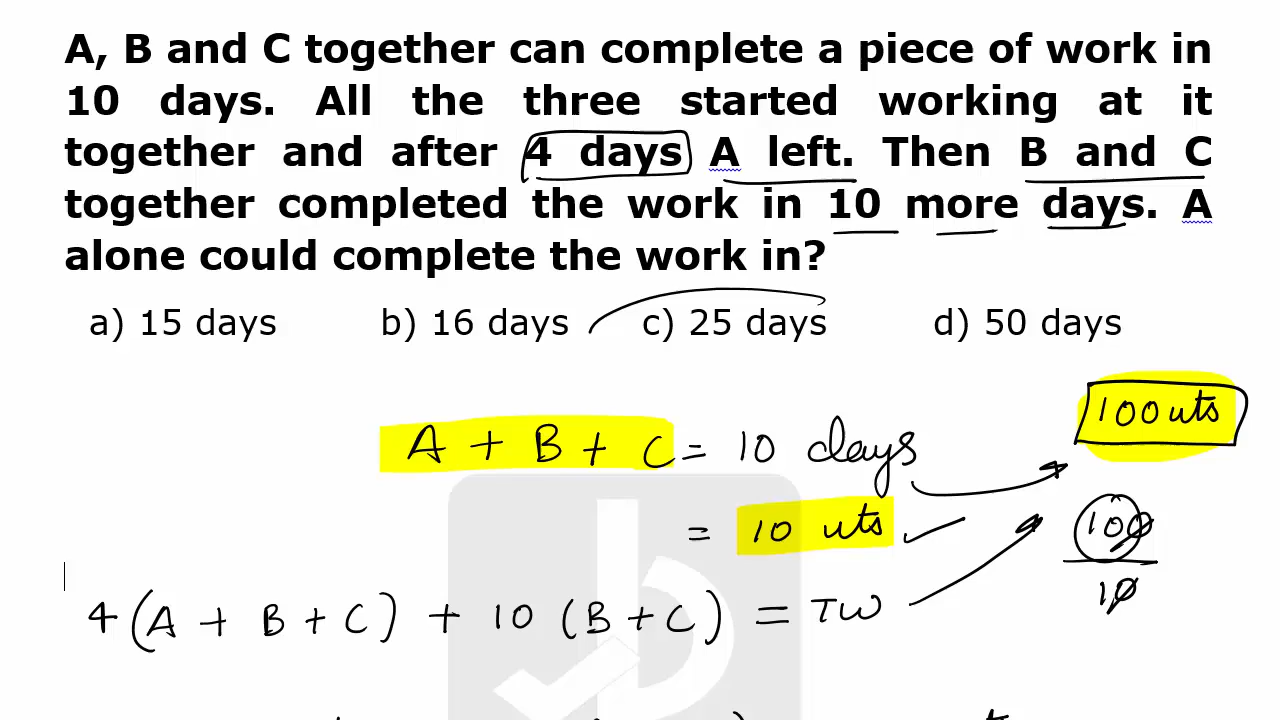 A, B and C together can complete a piece of work in
10 days. All the three started working at it
together and after 4 days A left. Then B and C
together completed the work in 10 more days. A
alone could complete the work in?
a) 15 days b) 16 days c) 25 days d) 50 days
100 uts
A + B + C = 10 days
= 10 uts
100
10
4 (A + B + C) + 10 (B + C) = TW